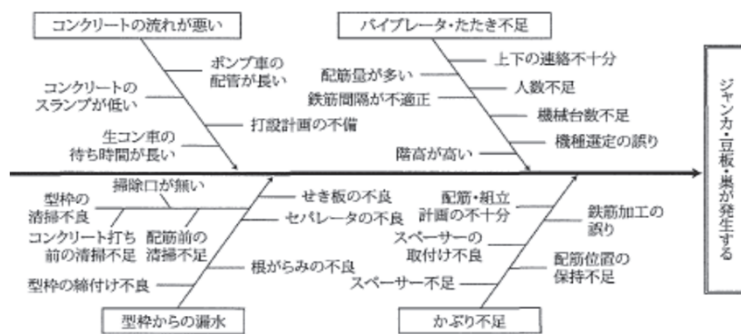 コンクリートの流れが悪い
バイブレータ・たたき不足
ポンプ車の
配管が長い
コンクリートの
スランプが低い
打設計画の不備
生コン車の
待ち時間が長い
上下の連絡不十分
配筋量が多い
人数不足
鉄筋間隔が不適正
機械台数不足
機種選定の誤り
階高が高い
ジャンカ・豆板・巣が発生する
掃除口が無い
型枠の
清掃不良
コンクリート打ち
前の清掃不足
配筋前の
清掃不足
型枠の締付け不良
せき板の不良
セパレータの不良
根がらみの不良
配筋・組立
計画の不十分
スペーサーの
取付け不良
スペーサー不足
鉄筋加工の
誤り
配筋位置の
保持不足
型枠からの漏水
かぶり不足